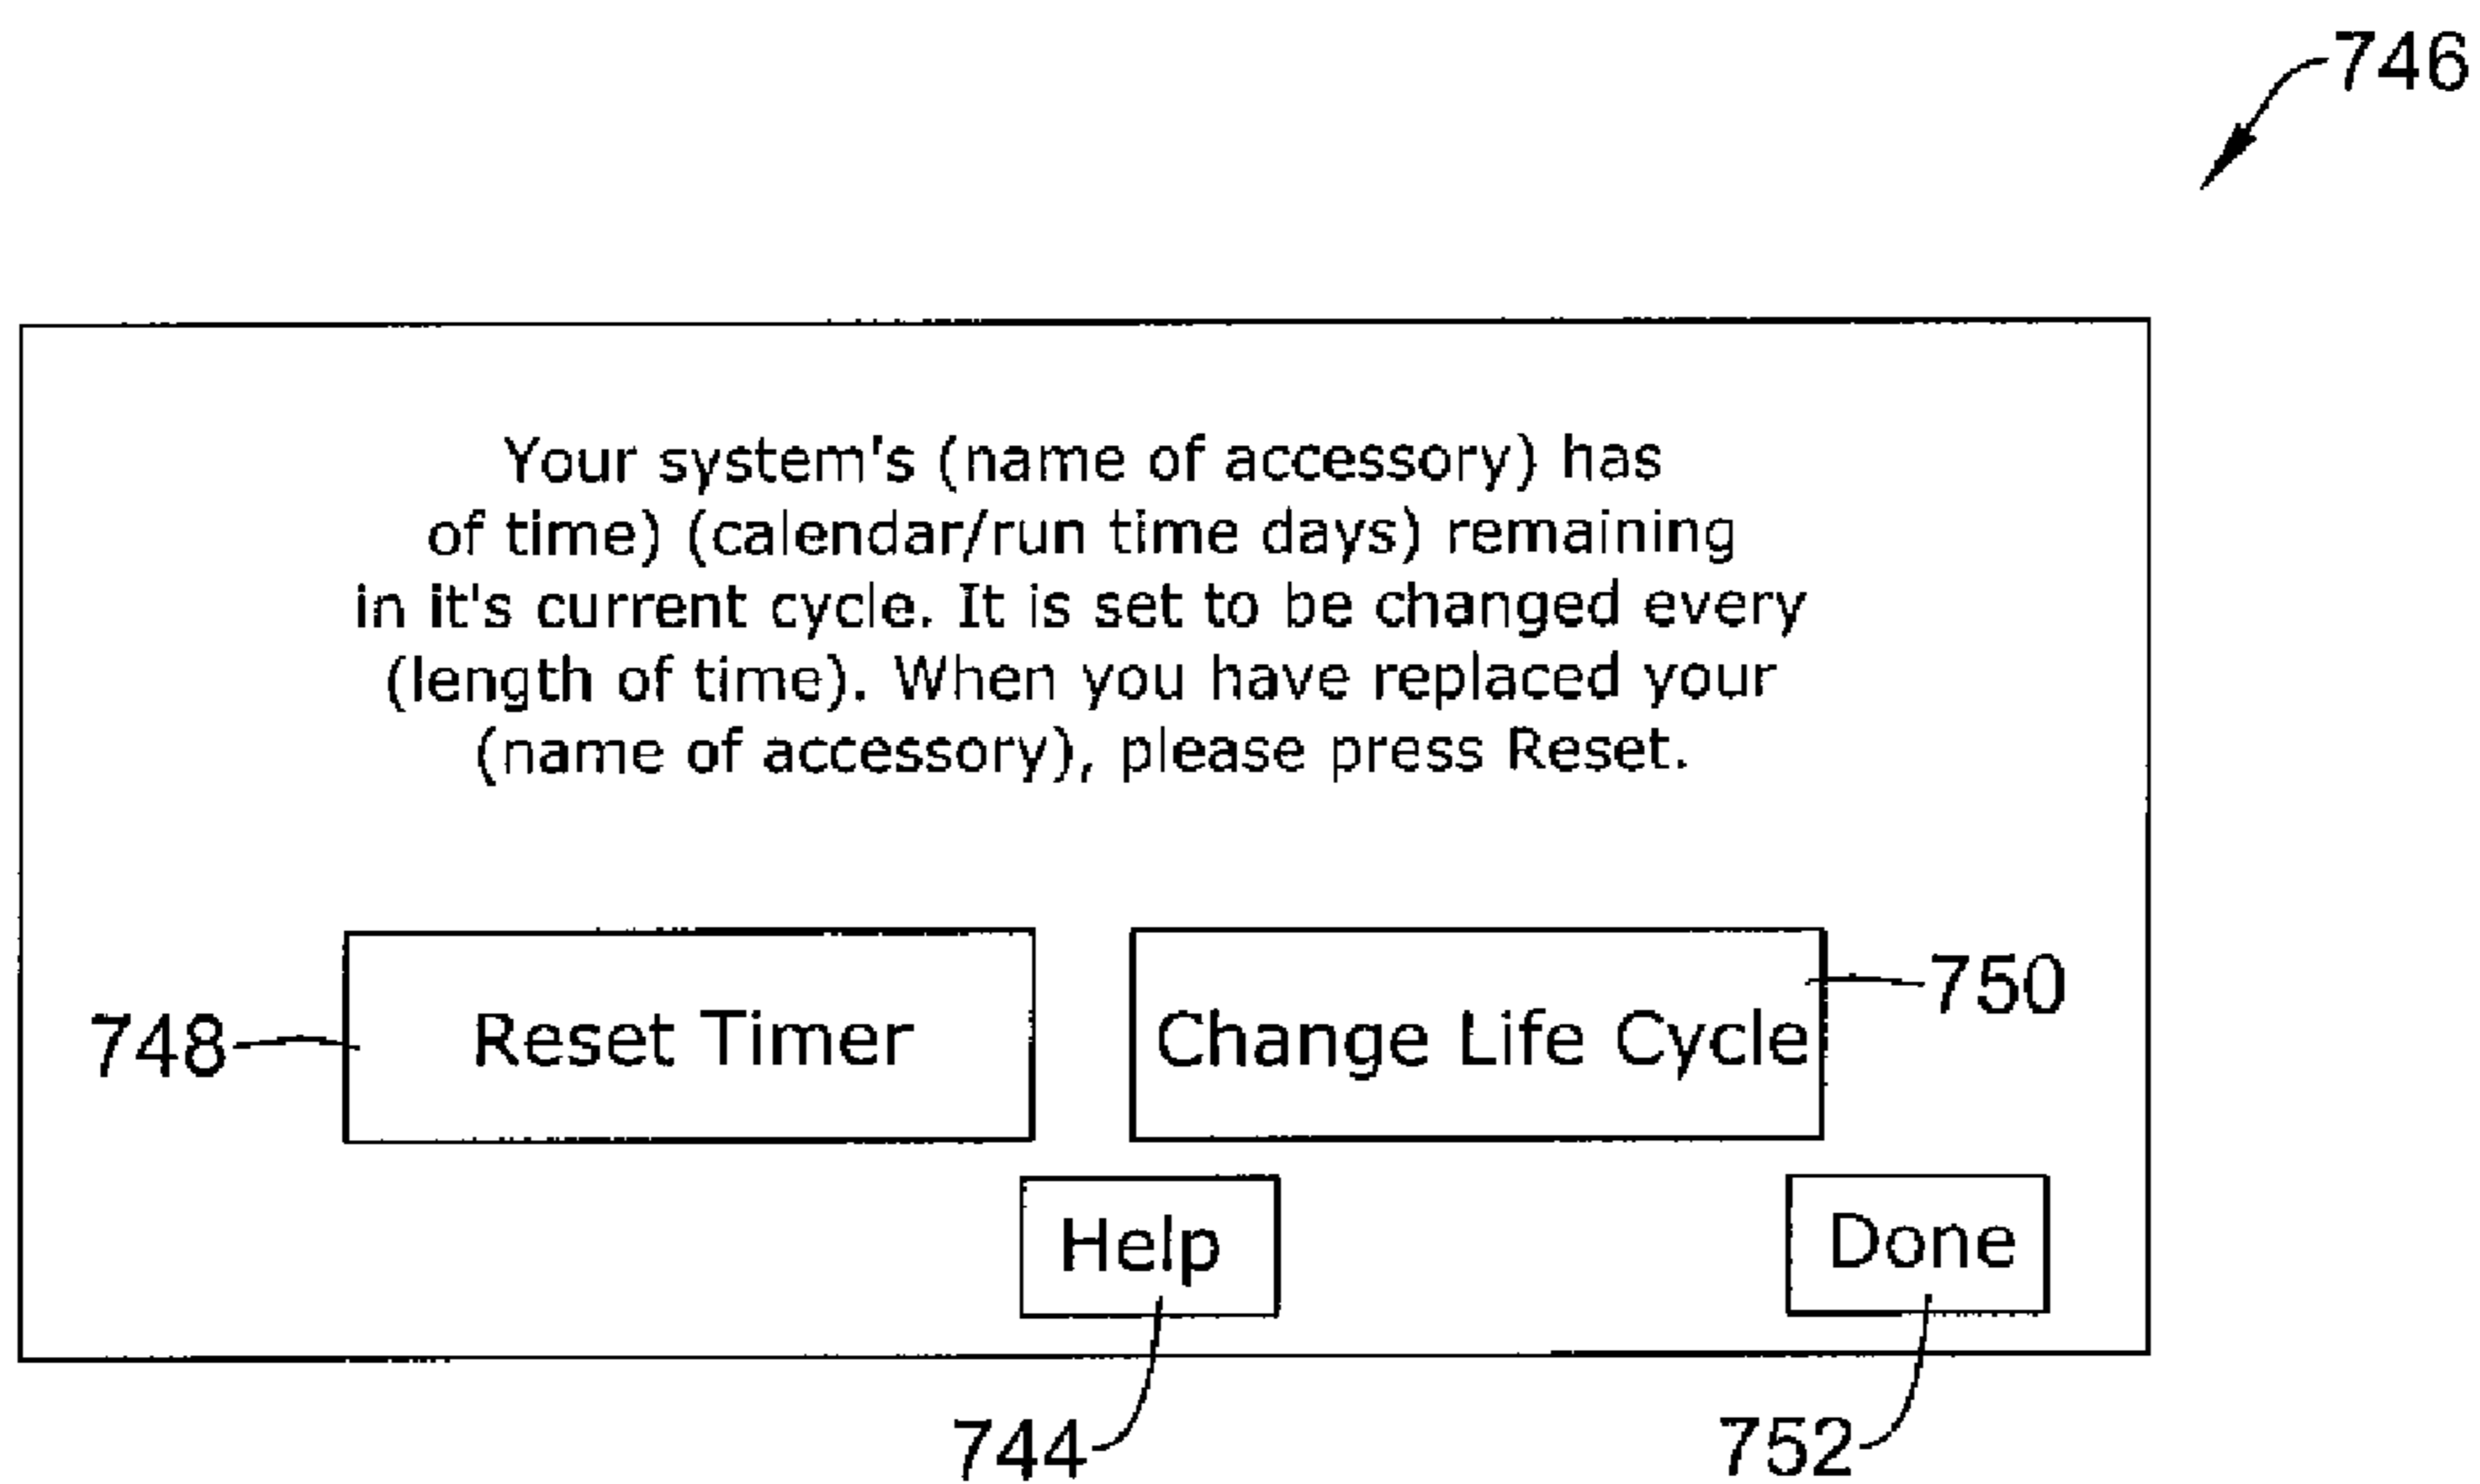 746
Your system's (name of accessory) has
of time) (calendar/run time days) remaining
in it's current cycle. It is set to be changed every
(length of time). When you have replaced your
(name of accessory), please press Reset.
748
Reset Timer
Change Life Cycle
750
Help
Done
744
752